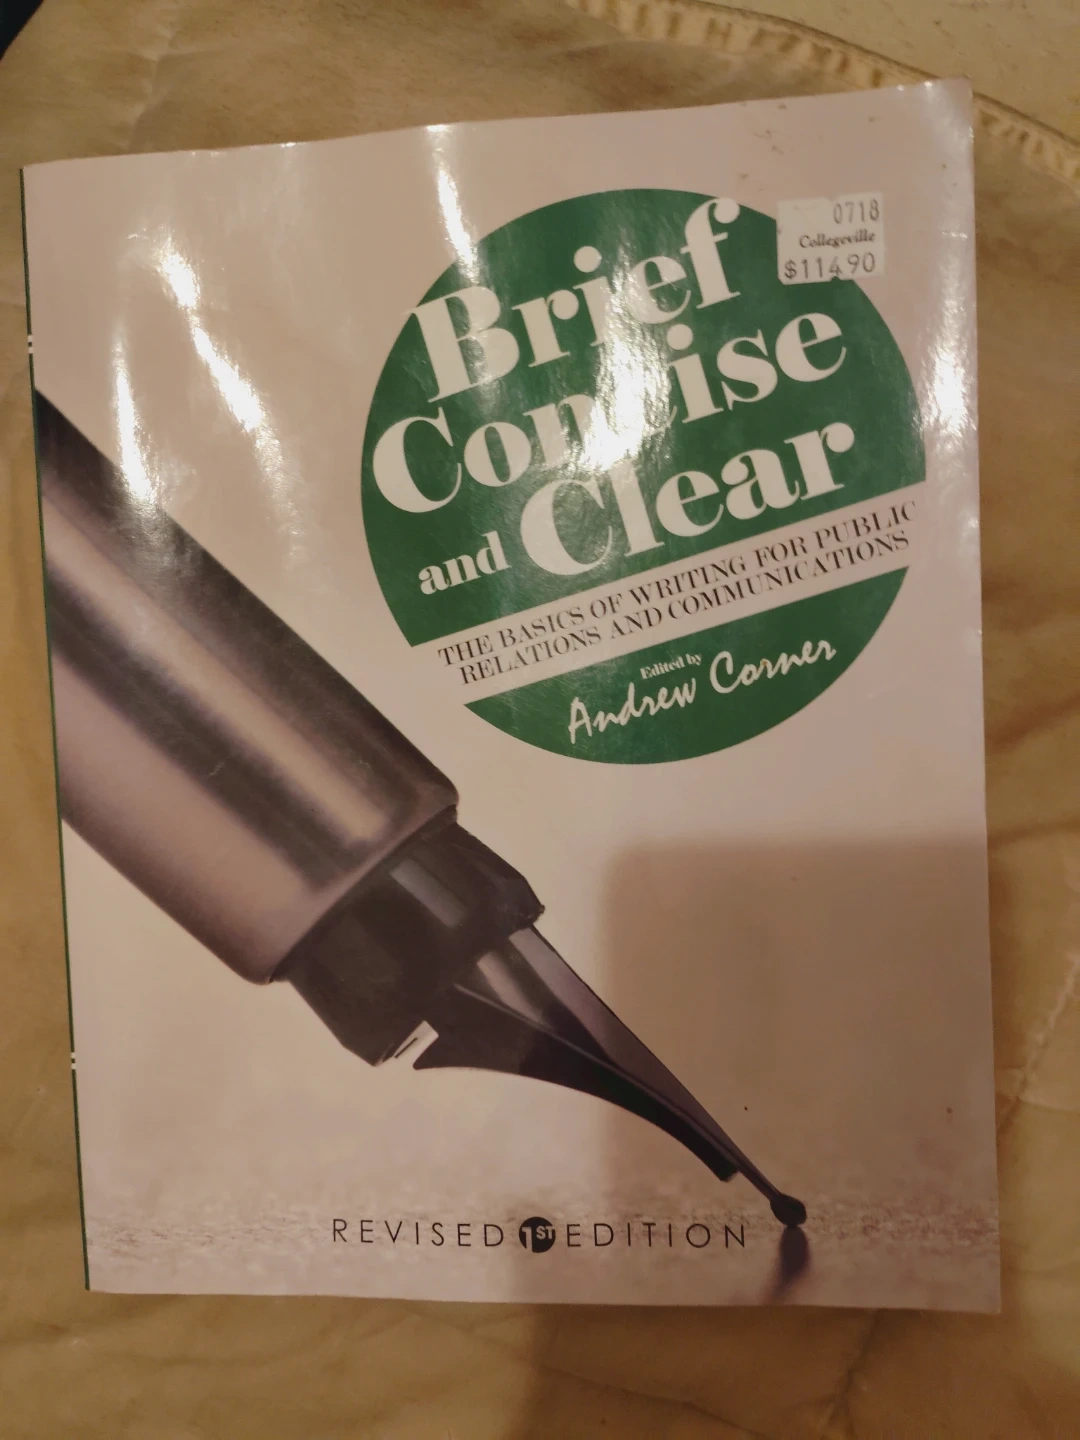 0718
Collegeville
$114.90
Brief
Concise
and Clear
THE BASICS OF WRITING FOR PUBLIC
RELATIONS AND COMMUNICATIONS
Edited by
Andrew Corner
REVISED 1ST EDITION